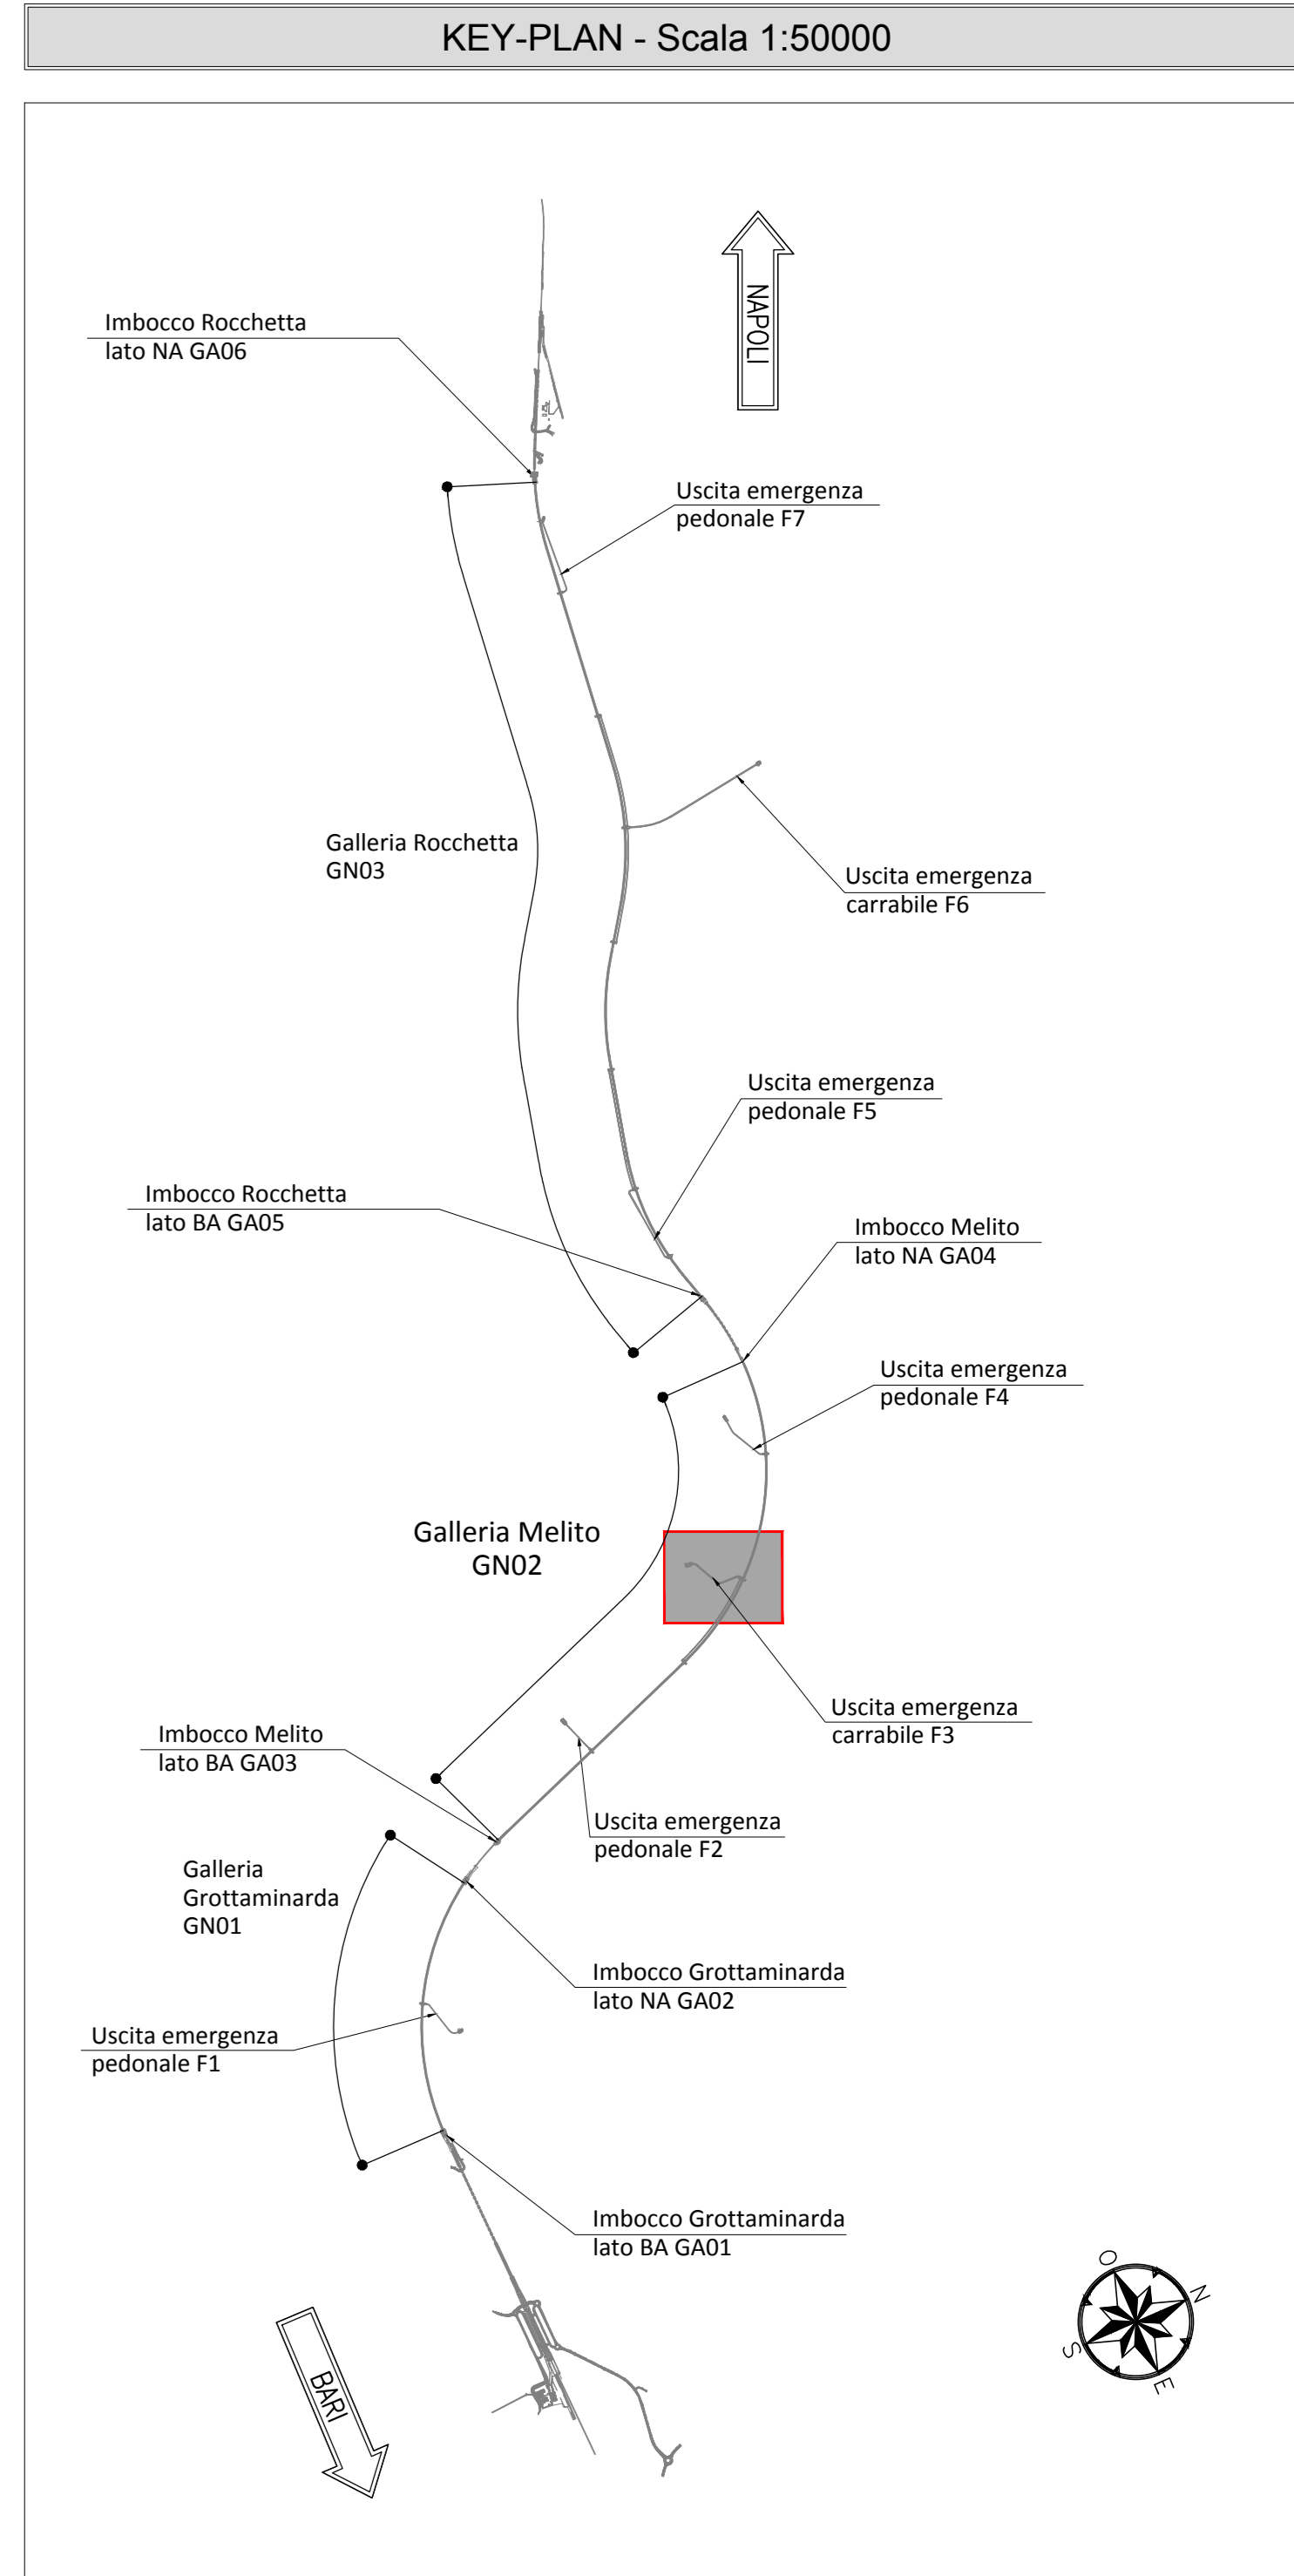 KEY-PLAN - Scala 1:50000
NAPOLI
Imbocco Rocchetta
lato NA GA06
Uscita emergenza
pedonale F7
Galleria Rocchetta
GN03
Uscita emergenza
carrabile F6
Uscita emergenza
pedonale F5
Imbocco Rocchetta
lato BA GA05
Imbocco Melito
lato NA GA04
Uscita emergenza
pedonale F4
Galleria Melito
GN02
Uscita emergenza
carrabile F3
Imbocco Melito
lato BA GA03
Uscita emergenza
pedonale F2
Galleria
Grottaminarda
GN01
Imbocco Grottaminarda
lato NA GA02
Uscita emergenza
pedonale F1
Imbocco Grottaminarda
lato BA GA01
O
N
S
E
BARI